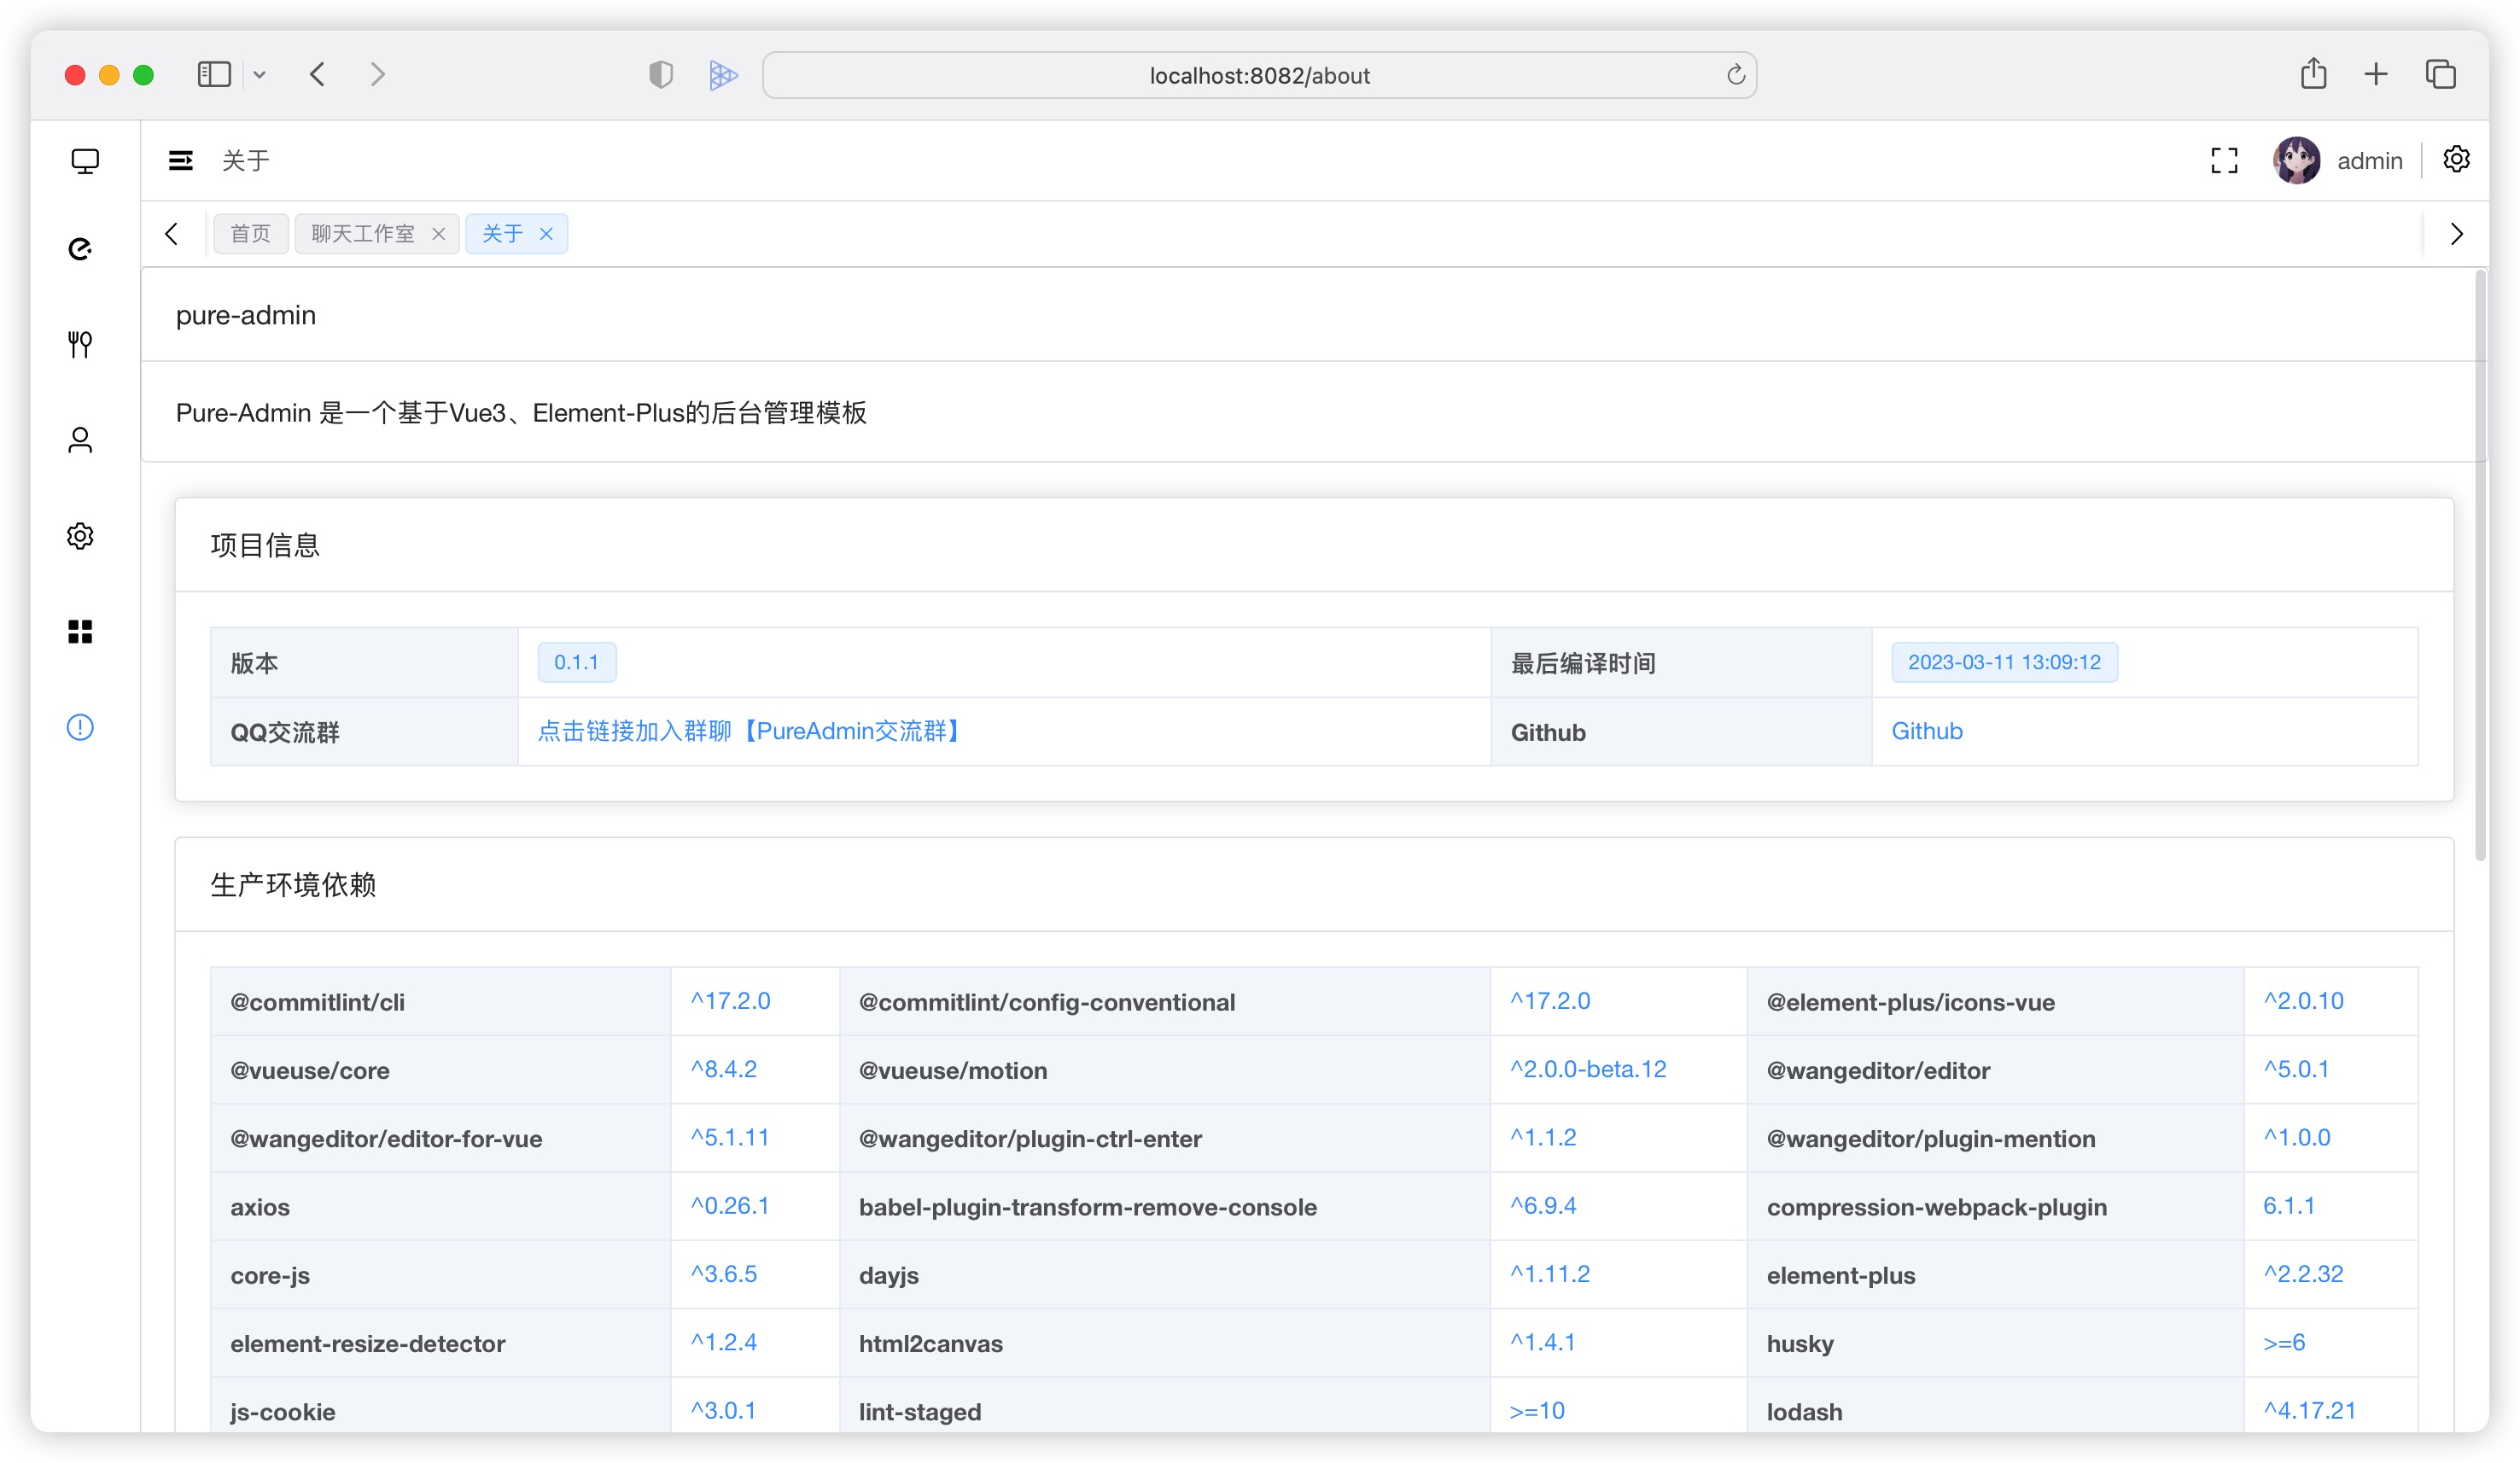 localhost:8082/about
关于
admin
首页
聊天工作室
关于
pure-admin
Pure-Admin 是一个基于Vue3、Element-Plus的后台管理模板
项目信息
版本 0.1.1 最后编译时间 2023-03-11 13:09:12
QQ交流群 点击链接加入群聊【PureAdmin交流群】 Github Github
生产环境依赖
@commitlint/cli ^17.2.0 @commitlint/config-conventional ^17.2.0 @element-plus/icons-vue ^2.0.10
@vueuse/core ^8.4.2 @vueuse/motion ^2.0.0-beta.12 @wangeditor/editor ^5.0.1
@wangeditor/editor-for-vue ^5.1.11 @wangeditor/plugin-ctrl-enter ^1.1.2 @wangeditor/plugin-mention ^1.0.0
axios ^0.26.1 babel-plugin-transform-remove-console ^6.9.4 compression-webpack-plugin 6.1.1
core-js ^3.6.5 dayjs ^1.11.2 element-plus ^2.2.32
element-resize-detector ^1.2.4 html2canvas ^1.4.1 husky >=6
js-cookie ^3.0.1 lint-staged >=10 lodash ^4.17.21